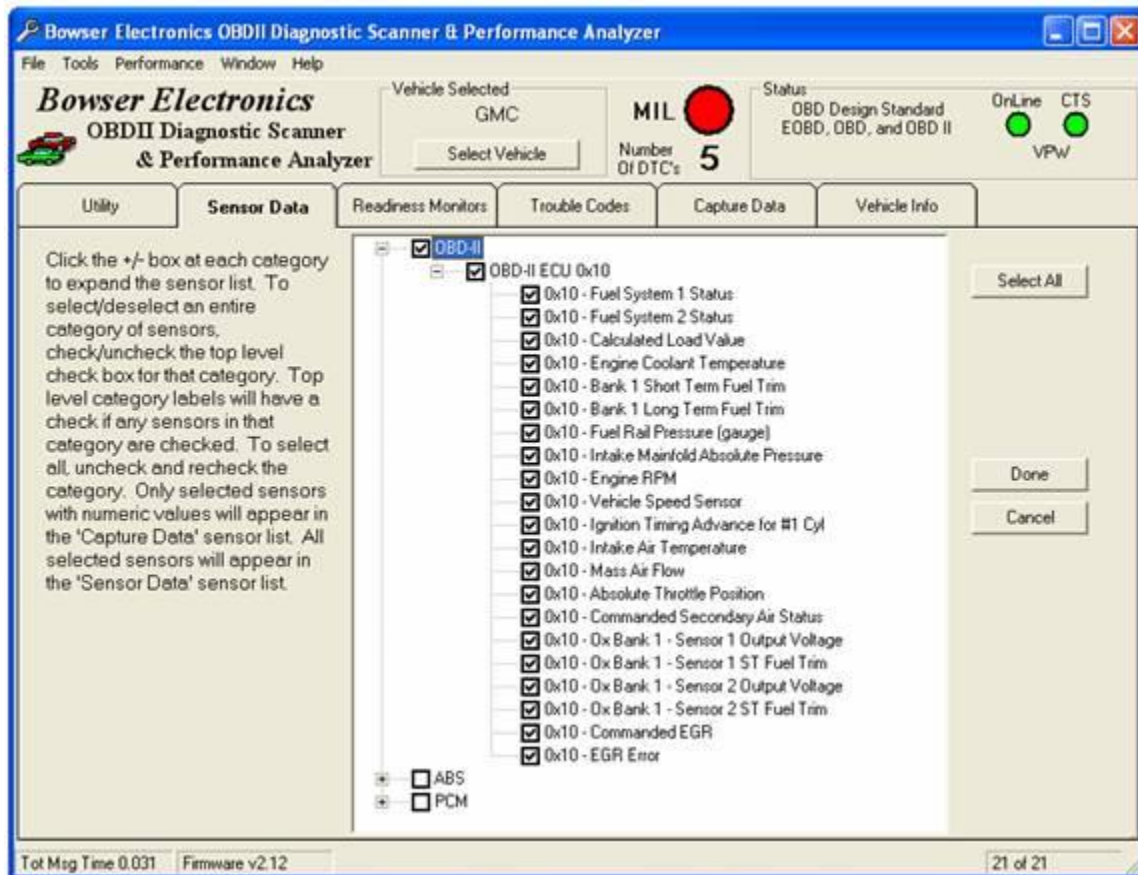 Bowser Electronics OBDII Diagnostic Scanner & Performance Analyzer
File Tools Performance Window Help
Bowser Electronics
OBDII Diagnostic Scanner
& Performance Analyzer
Vehicle Selected
GMC
Select Vehicle
MIL
Number
Of DTC's
5
Status
OBD Design Standard
EOBD, OBD, and OBD II
OnLine CTS
VPW
Utility
Sensor Data
Readiness Monitors
Trouble Codes
Capture Data
Vehicle Info
Click the +/- box at each category
to expand the sensor list. To
select/deselect an entire
category of sensors,
check/uncheck the top level
check box for that category. Top
level category labels will have a
check if any sensors in that
category are checked. To select
all, uncheck and recheck the
category. Only selected sensors
with numeric values will appear in
the 'Capture Data' sensor list. All
selected sensors will appear in
the 'Sensor Data' sensor list.
OBD-II
OBD-II ECU 0x10
0x10 - Fuel System 1 Status
0x10 - Fuel System 2 Status
0x10 - Calculated Load Value
0x10 - Engine Coolant Temperature
0x10 - Bank 1 Short Term Fuel Trim
0x10 - Bank 1 Long Term Fuel Trim
0x10 - Fuel Rail Pressure (gauge)
0x10 - Intake Mainfold Absolute Pressure
0x10 - Engine RPM
0x10 - Vehicle Speed Sensor
0x10 - Ignition Timing Advance for #1 Cyl
0x10 - Intake Air Temperature
0x10 - Mass Air Flow
0x10 - Absolute Throttle Position
0x10 - Commanded Secondary Air Status
0x10 - Ox Bank 1 - Sensor 1 Output Voltage
0x10 - Ox Bank 1 - Sensor 1 ST Fuel Trim
0x10 - Ox Bank 1 - Sensor 2 Output Voltage
0x10 - Ox Bank 1 - Sensor 2 ST Fuel Trim
0x10 - Commanded EGR
0x10 - EGR Error
ABS
PCM
Select All
Done
Cancel
Tot Msg Time 0.031
Firmware v2.12
21 of 21